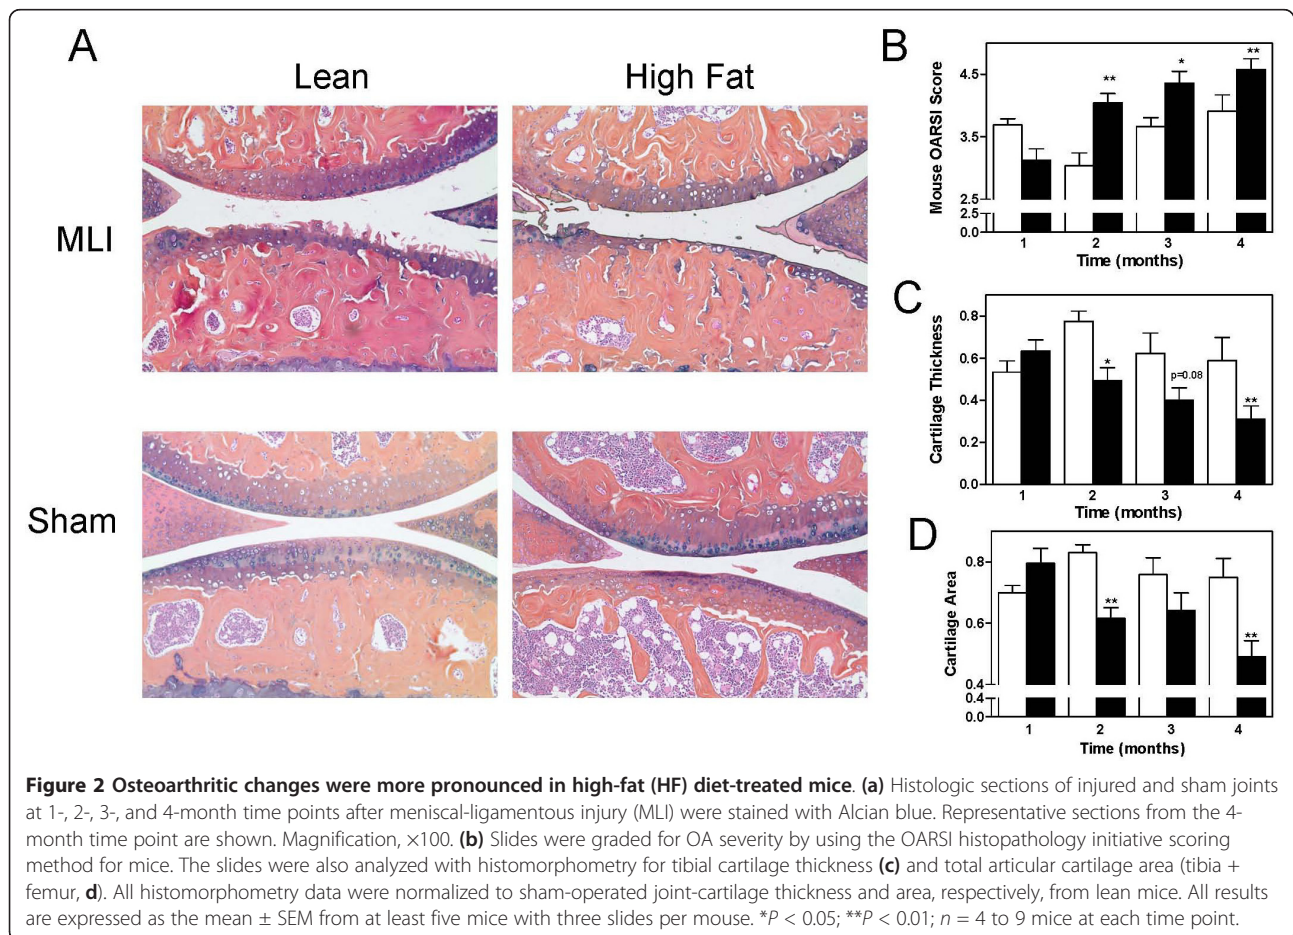 A
Lean
High Fat
MLI
Sham
B
Mouse OARSI Score
4.5
3.5
2.5
2.5
0.0
**
*
**
1
2
3
4
Time (months)
C
Cartilage Thickness
0.8
0.6
0.4
0.2
0.0
*
p=0.08
**
1
2
3
4
Time (months)
D
Cartilage Area
0.8
0.6
0.4
0.4
0.0
**
**
1
2
3
4
Time (months)
Figure 2 Osteoarthritic changes were more pronounced in high-fat (HF) diet-treated mice. (a) Histologic sections of injured and sham joints
at 1-, 2-, 3-, and 4-month time points after meniscal-ligamentous injury (MLI) were stained with Alcian blue. Representative sections from the 4-
month time point are shown. Magnification, ×100. (b) Slides were graded for OA severity by using the OARSI histopathology initiative scoring
method for mice. The slides were also analyzed with histomorphometry for tibial cartilage thickness (c) and total articular cartilage area (tibia +
femur, d). All histomorphometry data were normalized to sham-operated joint-cartilage thickness and area, respectively, from lean mice. All results
are expressed as the mean ± SEM from at least five mice with three slides per mouse. *P < 0.05; **P < 0.01; n = 4 to 9 mice at each time point.